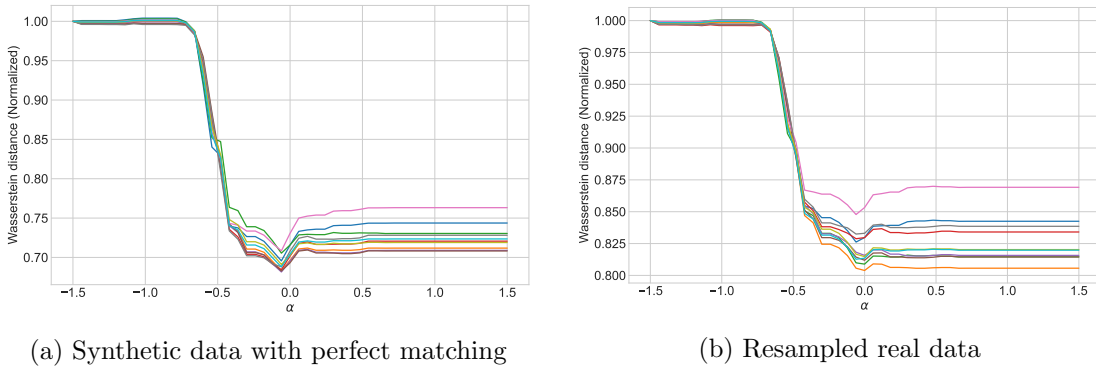 1.00
0.95
0.90
0.85
0.80
0.75
0.70
Wasserstein distance (Normalized)
−1.5 −1.0 −0.5 0.0 0.5 1.0 1.5
α
(a) Synthetic data with perfect matching
1.000
0.975
0.950
0.925
0.900
0.875
0.850
0.825
0.800
Wasserstein distance (Normalized)
−1.5 −1.0 −0.5 0.0 0.5 1.0 1.5
α
(b) Resampled real data